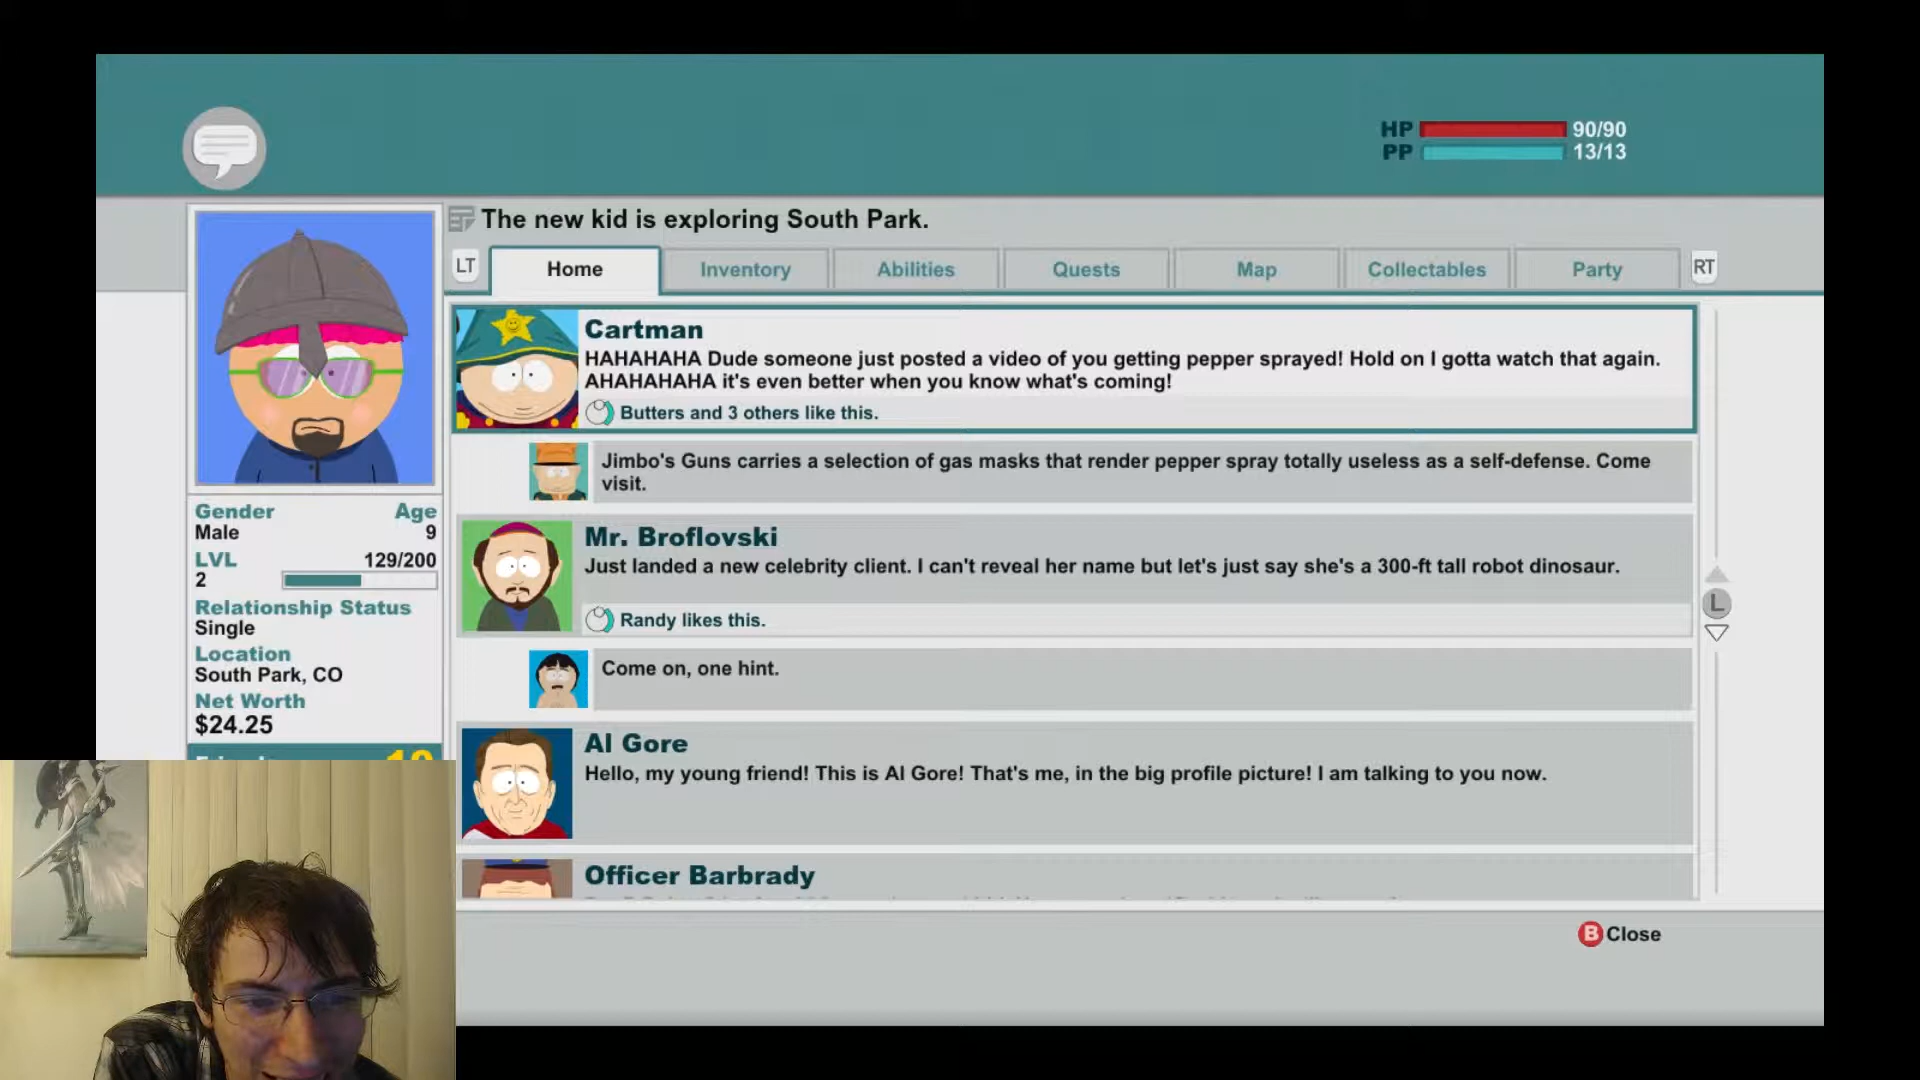 HP 90/90
PP 13/13
The new kid is exploring South Park.
LT Home Inventory Abilities Quests Map Collectables Party RT
Cartman
HAHAHAHA Dude someone just posted a video of you getting pepper sprayed! Hold on I gotta watch that again.
AHAHAHAHA it's even better when you know what's coming!
Butters and 3 others like this.
Jimbo's Guns carries a selection of gas masks that render pepper spray totally useless as a self-defense. Come
visit.
Mr. Broflovski
Just landed a new celebrity client. I can't reveal her name but let's just say she's a 300-ft tall robot dinosaur.
Randy likes this.
Come on, one hint.
Al Gore
Hello, my young friend! This is Al Gore! That's me, in the big profile picture! I am talking to you now.
Officer Barbrady
Gender Age
Male 9
LVL 129/200
2
Relationship Status
Single
Location
South Park, CO
Net Worth
$24.25
L
B Close